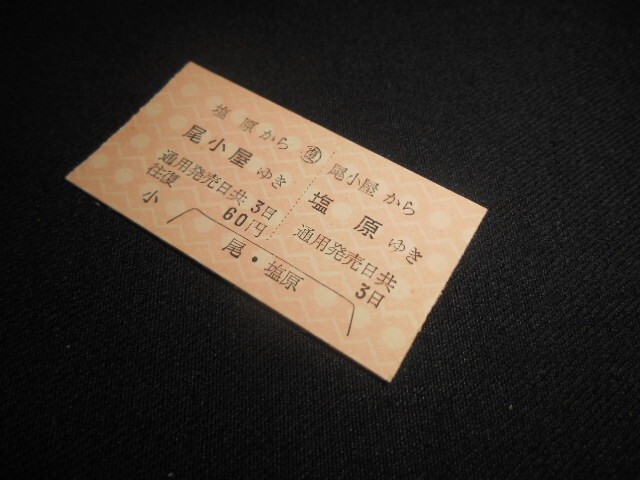 塩原から
尾小屋ゆき
通用発売日共3日
往復 60円
小
復
尾小屋から
塩原ゆき
通用発売日共
3日
尾・塩原